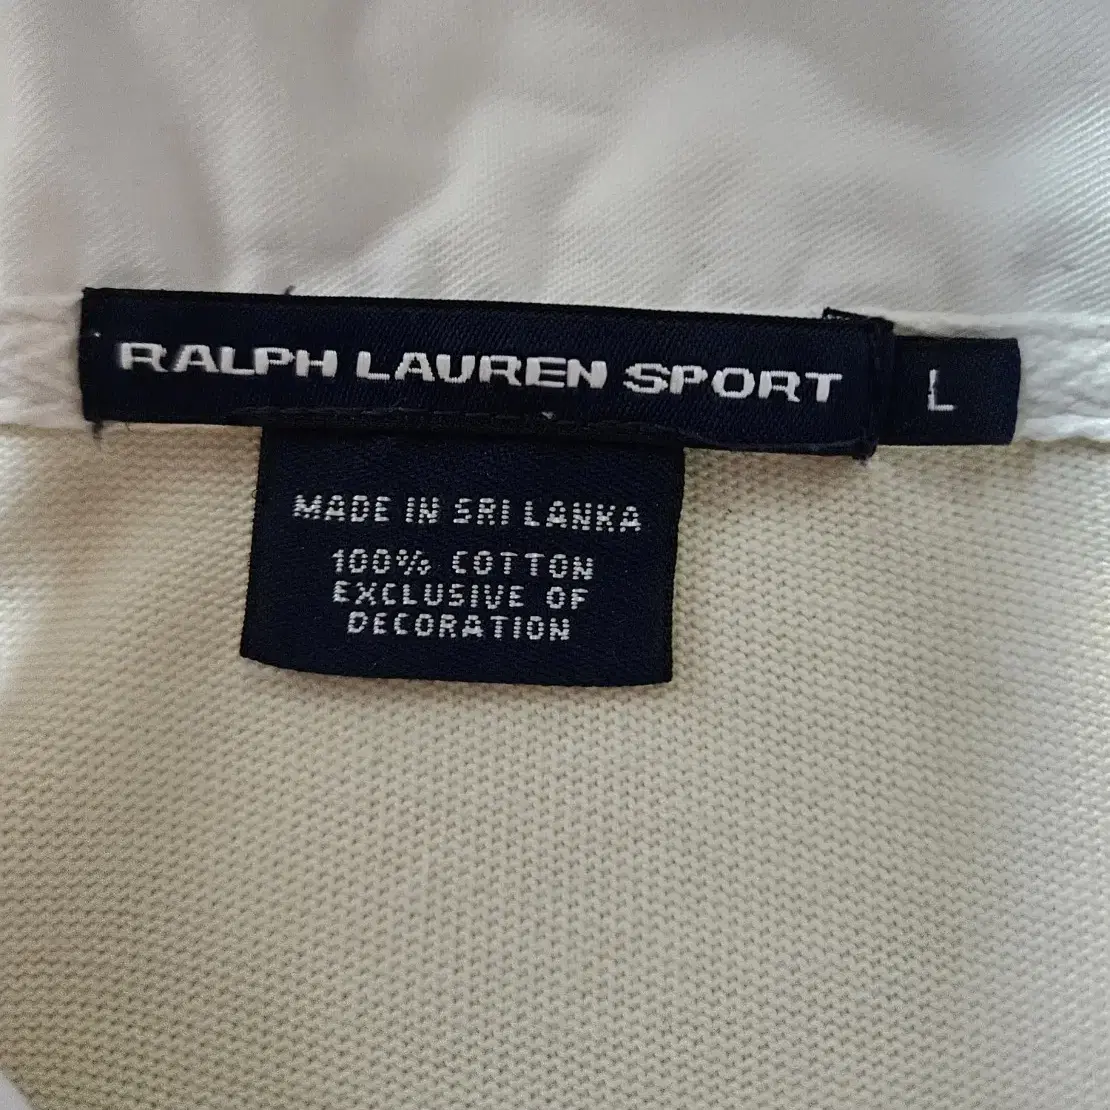 RALPH LAUREN SPORT
L
MADE IN SRI LANKA
100% COTTON
EXCLUSIVE OF
DECORATION